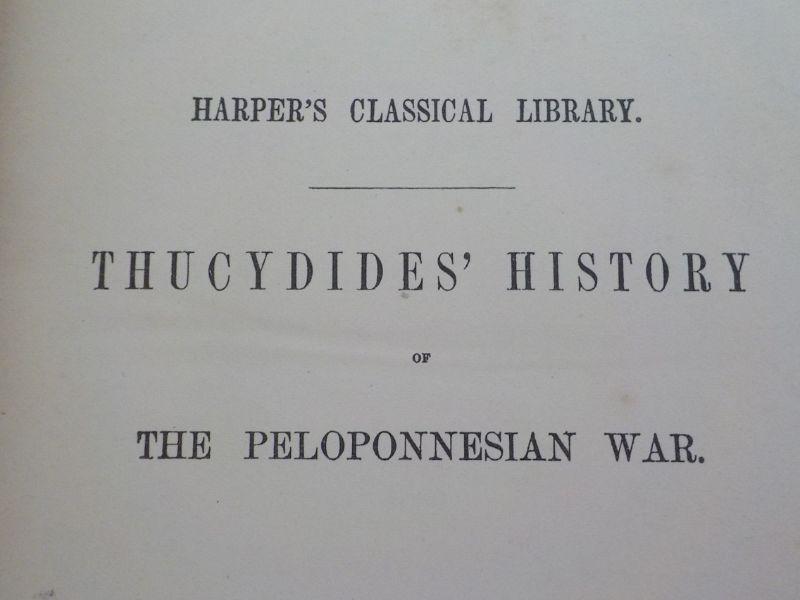 HARPER'S CLASSICAL LIBRARY.
THUCYDIDES' HISTORY
OF
THE PELOPONNESIAN WAR.